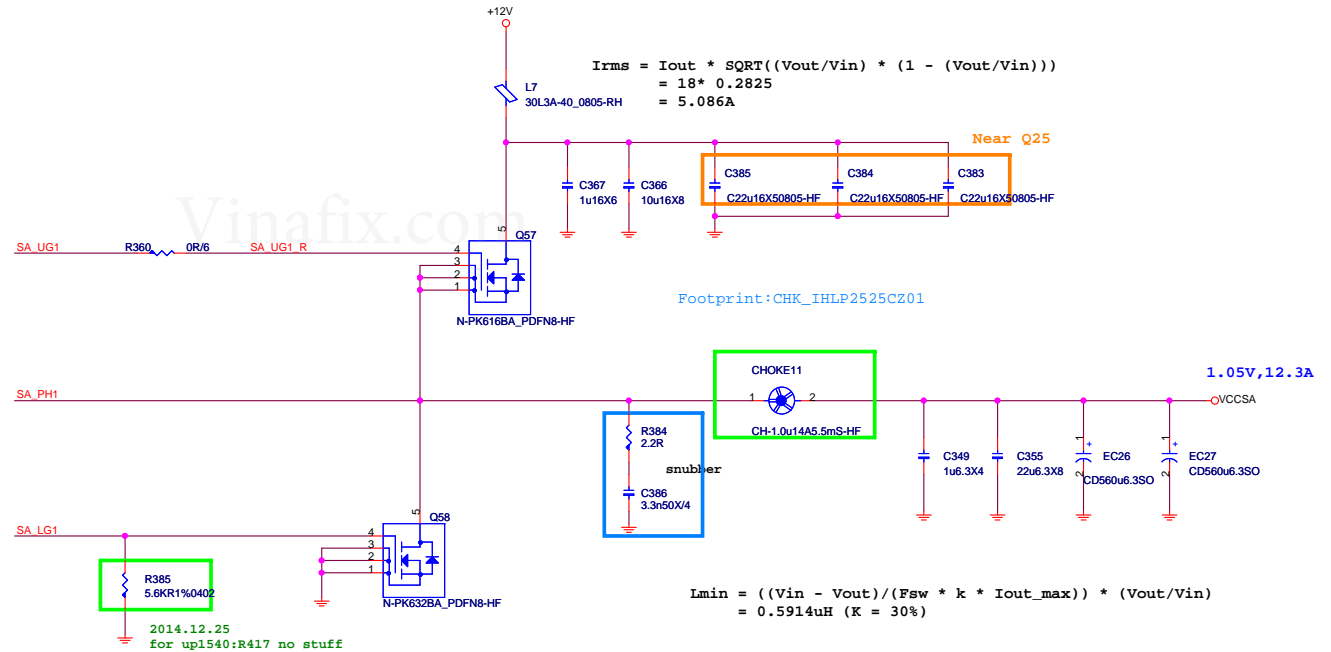 +12V
Irms = Iout * SQRT((Vout/Vin) * (1 - (Vout/Vin)))
= 18* 0.2825
= 5.086A
L7
30L3A-40_0805-RH
Near Q25
C367
1u16X6
C366
10u16X8
C385
C22u16X50805-HF
C384
C22u16X50805-HF
C383
C22u16X50805-HF
Vinafix.com
SA_UG1
R360
0R/6
SA_UG1_R
5
Q57
4
3
2
1
N-PK616BA_PDFN8-HF
Footprint:CHK_IHLP2525CZ01
SA_PH1
CHOKE11
1
2
CH-1.0u14A5.5mS-HF
1.05V,12.3A
VCCSA
R384
2.2R
snubber
C386
3.3n50X/4
C349
1u6.3X4
C355
22u6.3X8
1
+
EC26
2
CD560u6.3SO
1
+
EC27
2
CD560u6.3SO
SA_LG1
5
Q58
4
3
2
1
N-PK632BA_PDFN8-HF
R385
5.6KR1%0402
2014.12.25
for up1540:R417 no stuff
Lmin = ((Vin - Vout)/(Fsw * k * Iout_max)) * (Vout/Vin)
= 0.5914uH (K = 30%)